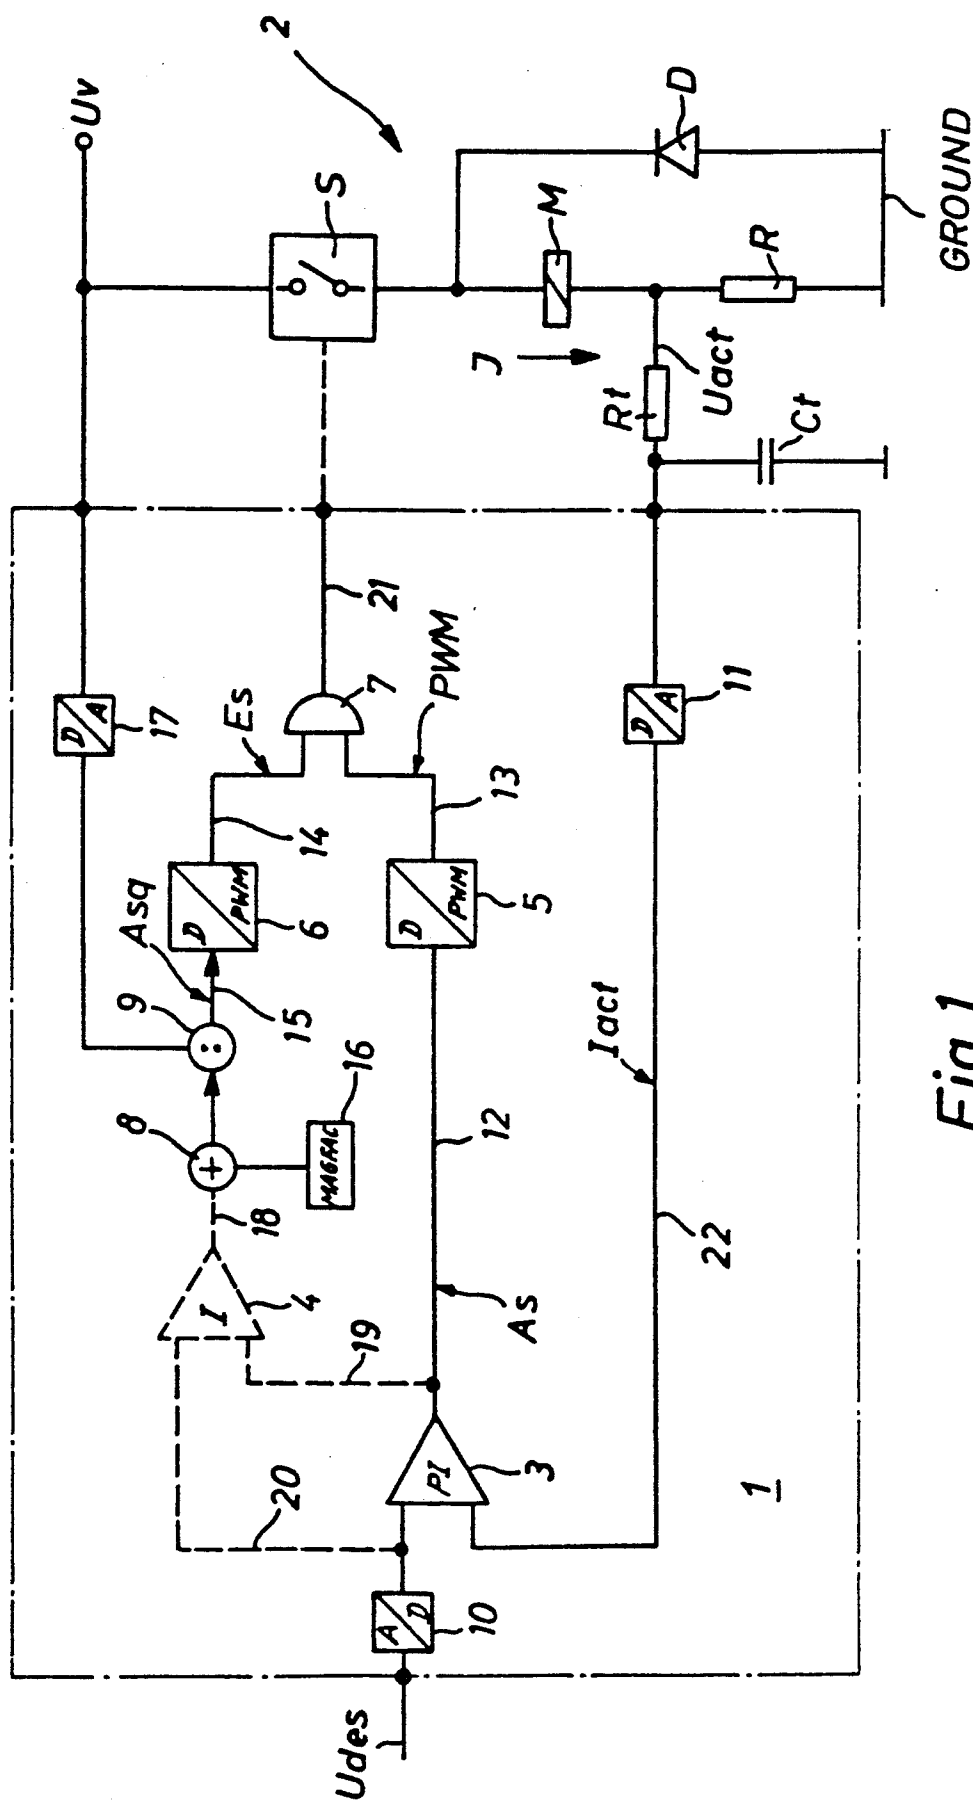 2
Uv
S
D
M
R
GROUND
J
Rt
Uact
Ct
21
D
A
17
Es
7
PWM
D
A
11
14
13
D
PWM
6
D
PWM
5
Asq
9
:
15
8
+
MAGFAC
16
12
Iact
18
I
4
19
As
22
20
PI
3
1
A
D
10
Udes
Fig.1